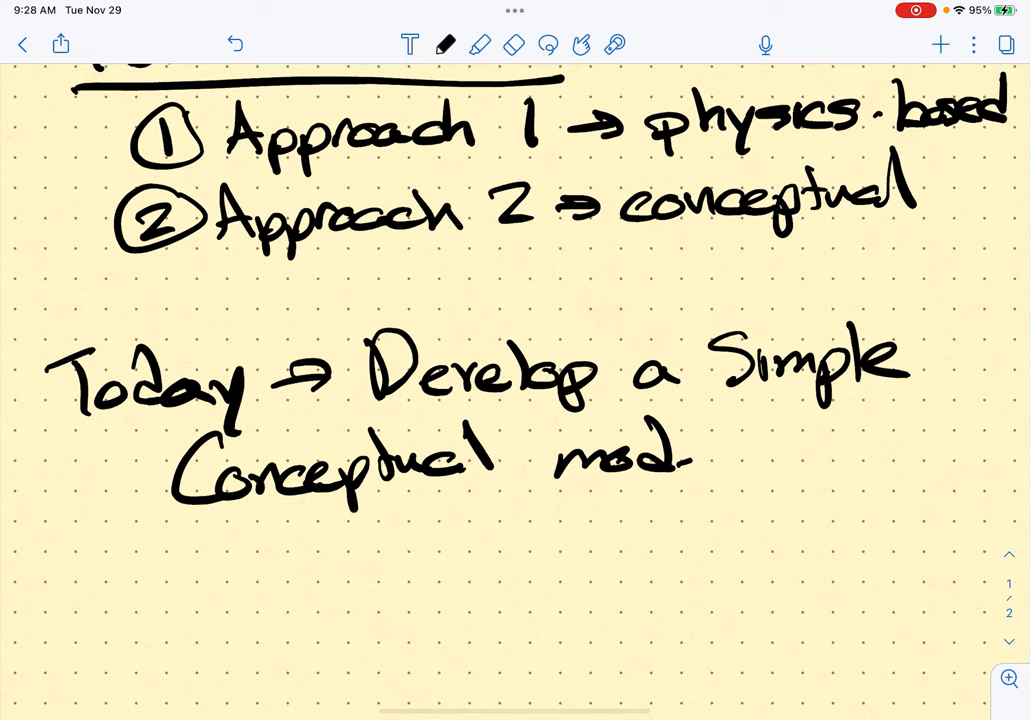 9:28 AM Tue Nov 29
95%
T
① Approach 1 → physics-based
② Approach 2 ⇒ conceptual
Today → Develop a Simple
Conceptual mod
1
/
2